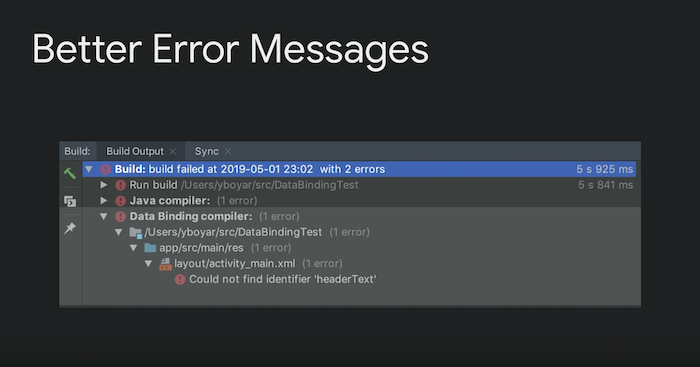 Better Error Messages
Build: Build Output × Sync ×
Build: build failed at 2019-05-01 23:02 with 2 errors 5 s 925 ms
Run build /Users/yboyar/src/DataBindingTest 5 s 841 ms
Java compiler: (1 error)
Data Binding compiler: (1 error)
/Users/yboyar/src/DataBindingTest (1 error)
app/src/main/res (1 error)
layout/activity_main.xml (1 error)
Could not find identifier 'headerText'